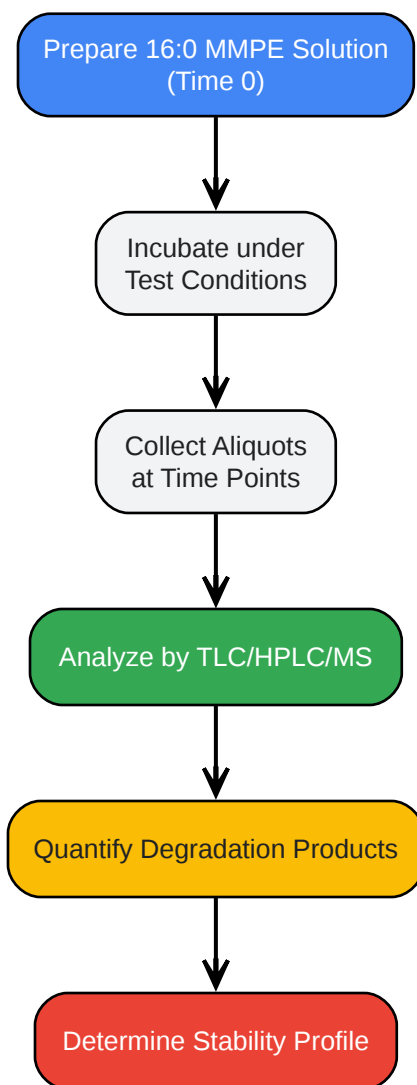 Prepare 16:0 MMPE Solution
(Time 0)
Incubate under
Test Conditions
Collect Aliquots
at Time Points
Analyze by TLC/HPLC/MS
Quantify Degradation Products
Determine Stability Profile